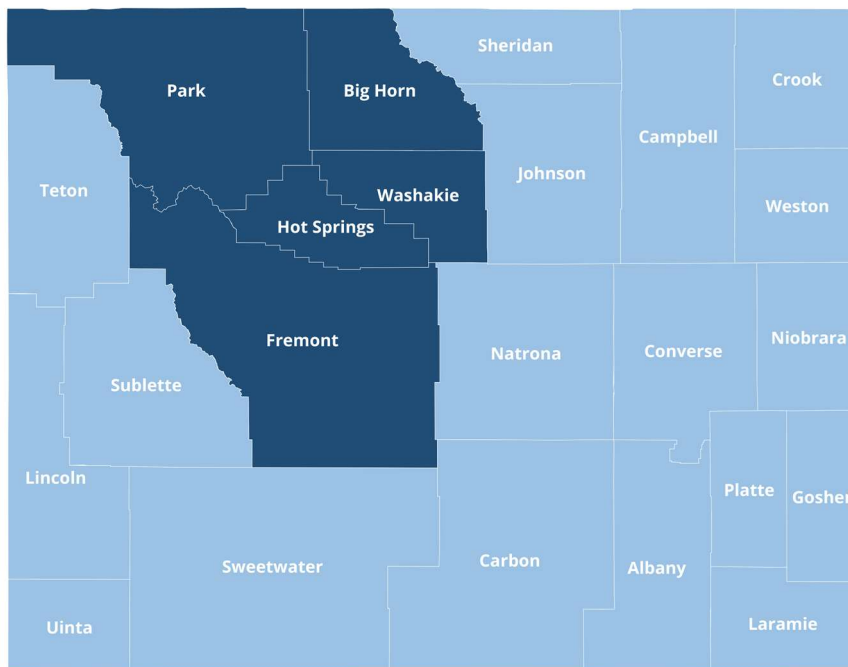 Sheridan
Park
Big Horn
Crook
Campbell
Johnson
Teton
Washakie
Weston
Hot Springs
Fremont
Natrona
Converse
Niobrara
Sublette
Lincoln
Platte
Goshen
Sweetwater
Carbon
Albany
Uinta
Laramie